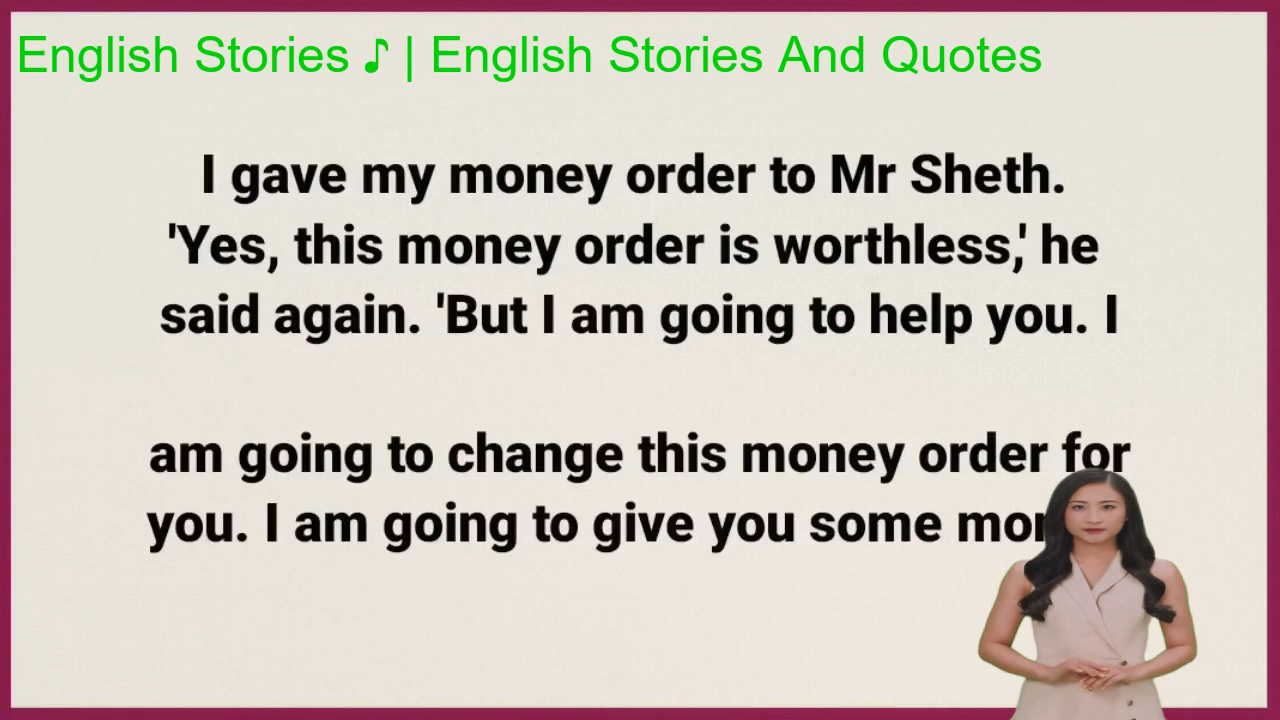 English Stories ♪ | English Stories And Quotes
I gave my money order to Mr Sheth.
'Yes, this money order is worthless,' he
said again. 'But I am going to help you. I
am going to change this money order for
you. I am going to give you some